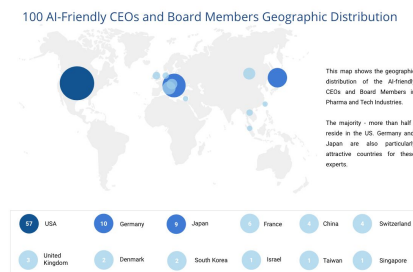 100 AI-Friendly CEOs and Board Members Geographic Distribution
This map shows the geographic
distribution of the AI-friendly
CEOs and Board Members in
Pharma and Tech Industries.
The majority - more than half
reside in the US. Germany and
Japan are also particularly
attractive countries for these
experts.
57 USA
10 Germany
9 Japan
France
China
Switzerland
United
Kingdom
Denmark
South Korea
Israel
Taiwan
Singapore